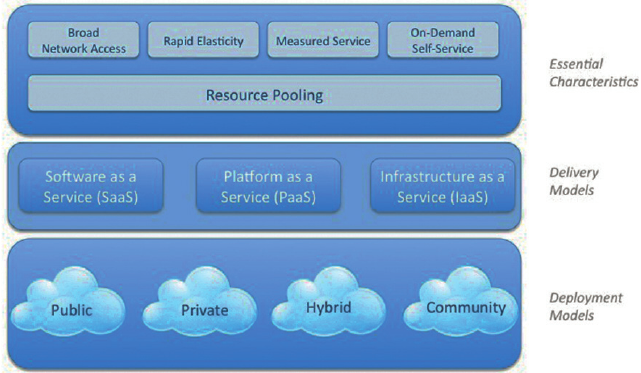 Broad
Network Access
Rapid Elasticity
Measured Service
On-Demand
Self-Service
Resource Pooling
Essential
Characteristics
Software as a
Service (SaaS)
Platform as a
Service (PaaS)
Infrastructure as a
Service (IaaS)
Delivery
Models
Public
Private
Hybrid
Community
Deployment
Models